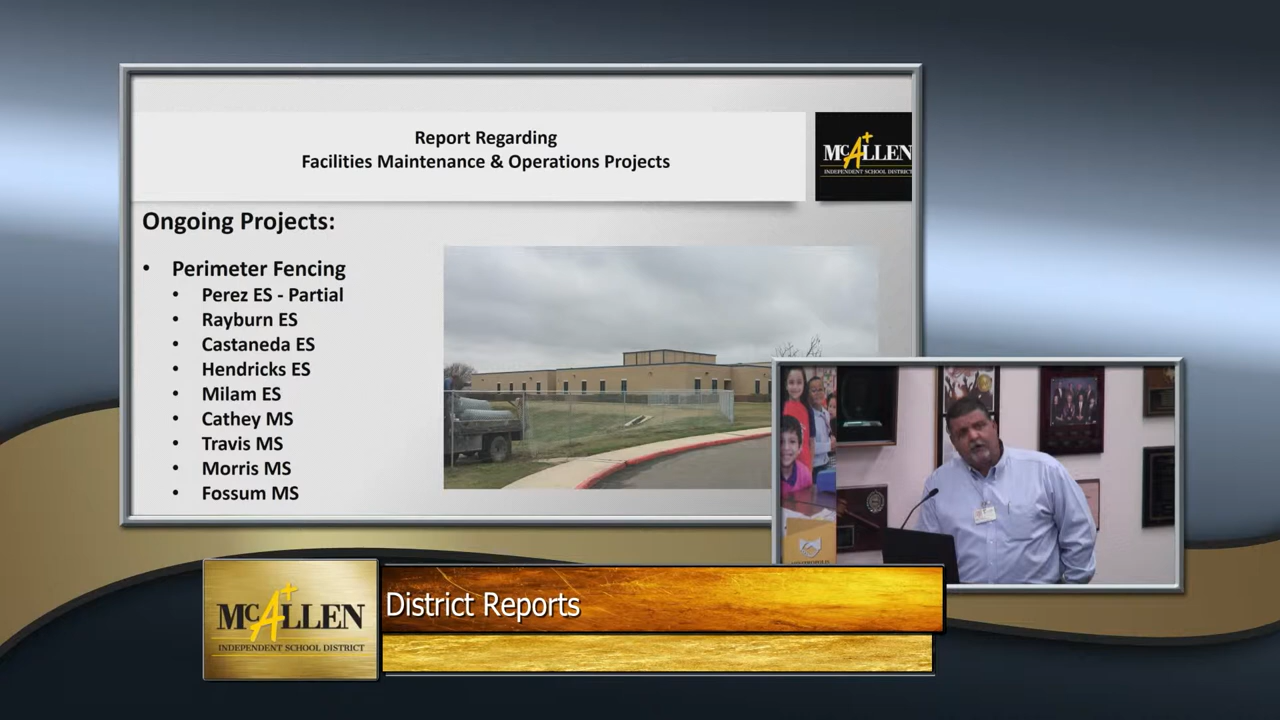 Report Regarding
Facilities Maintenance & Operations Projects
McALLEN
INDEPENDENT SCHOOL DISTRICT
Ongoing Projects:
• Perimeter Fencing
• Perez ES - Partial
• Rayburn ES
• Castaneda ES
• Hendricks ES
• Milam ES
• Cathey MS
• Travis MS
• Morris MS
• Fossum MS
McALLEN
INDEPENDENT SCHOOL DISTRICT
District Reports